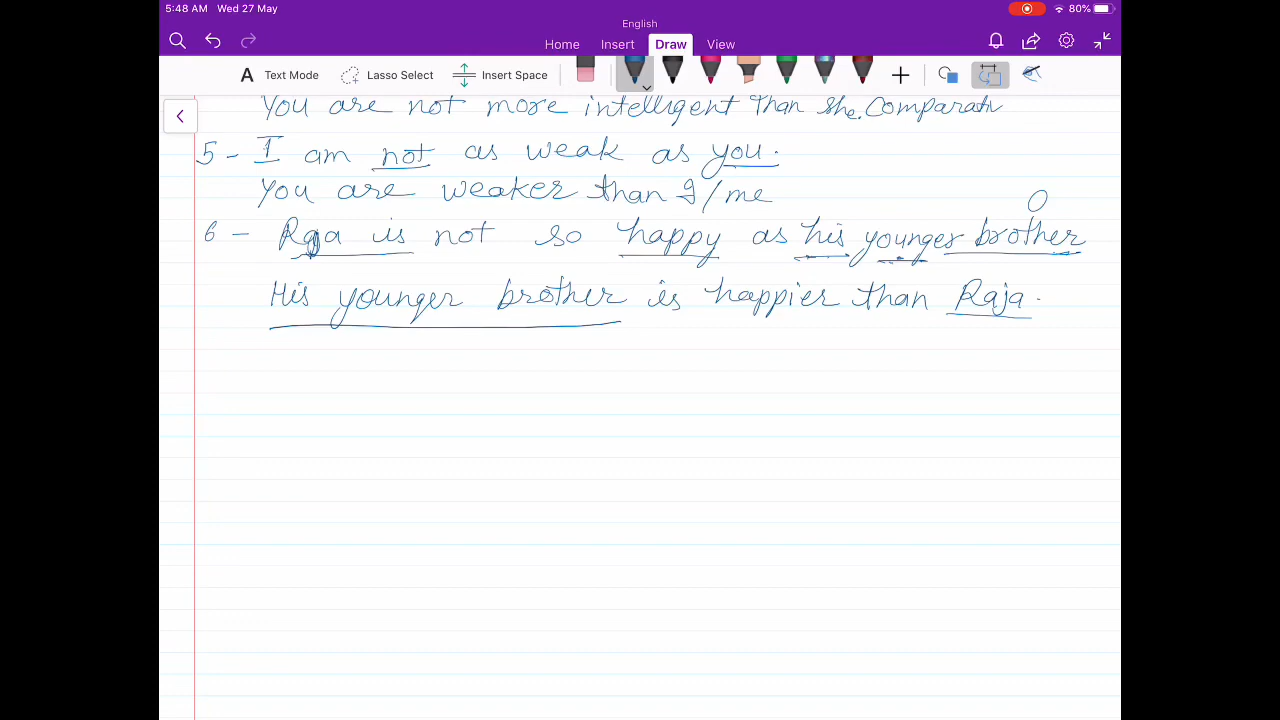 5:48 AM Wed 27 May
80%
English
Home Insert Draw View
A Text Mode Lasso Select Insert Space
You are not more intelligent than she. Comparati
5 - I am not as weak as you.
You are weaker than I/me
6 - Raja is not so happy as his younger brother
His younger brother is happier than Raja.